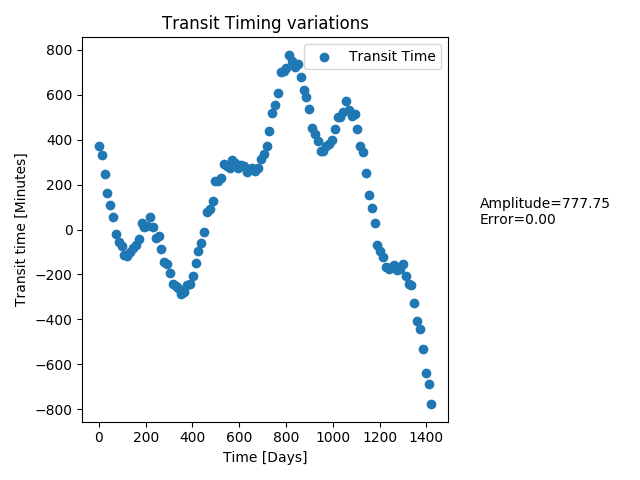 Transit Timing variations
Transit Time
800
600
400
200
0
−200
−400
−600
−800
Transit time [Minutes]
0 200 400 600 800 1000 1200 1400
Time [Days]
Amplitude=777.75
Error=0.00